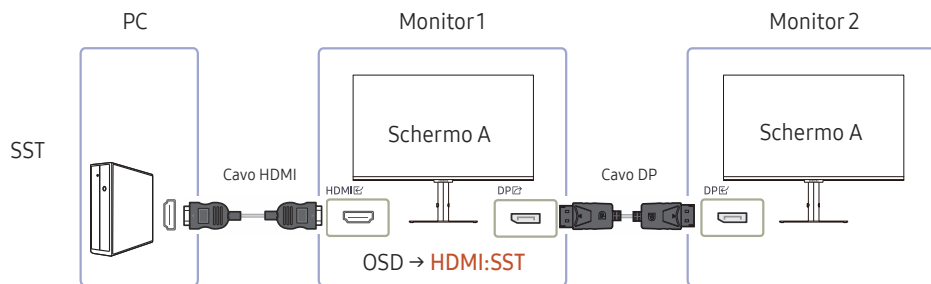 PC
Monitor 1
Monitor 2
SST
Schermo A
Schermo A
Cavo HDMI
Cavo DP
HDMI
DP
DP
OSD → HDMI:SST